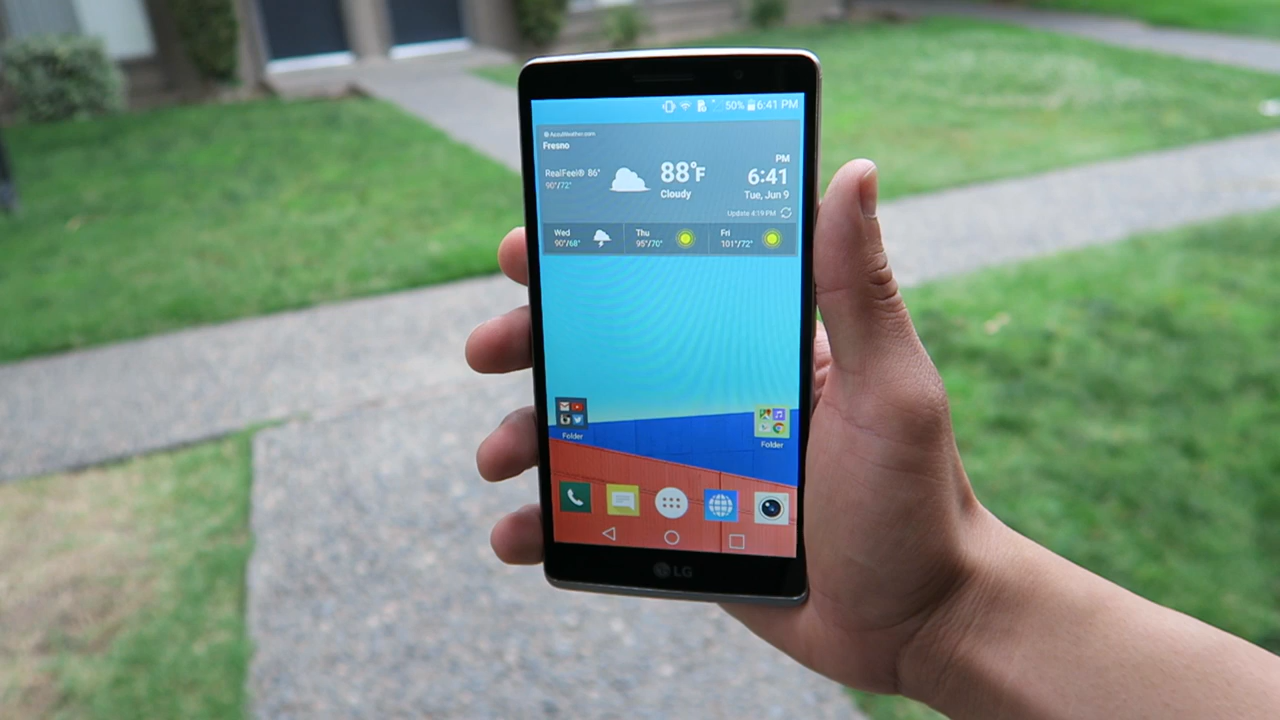 50% 6:41 PM
AccuWeather.com
Fresno
RealFeel® 86°
90°/72°
88°F
Cloudy
PM
6:41
Tue, Jun 9
Update 4:19 PM
Wed
90°/68°
Thu
95°/70°
Fri
101°/72°
Folder
Folder
LG